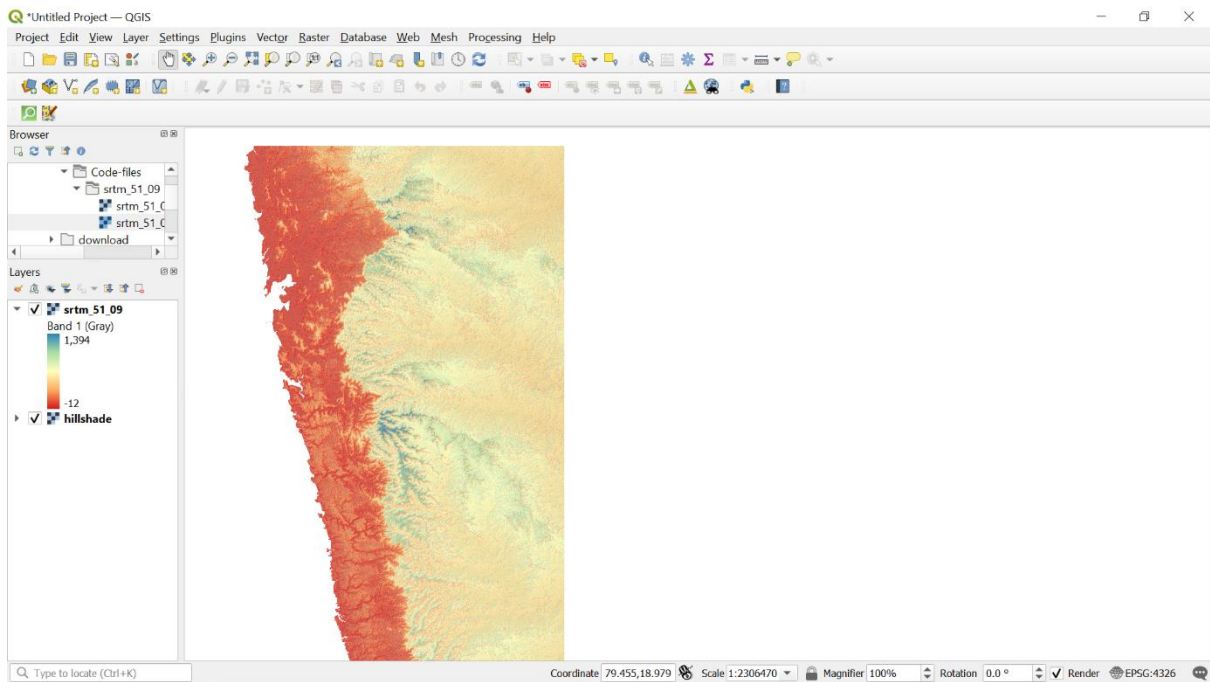 *Untitled Project — QGIS
Project Edit View Layer Settings Plugins Vector Raster Database Web Mesh Processing Help
Browser
Code-files
srtm_51_09
srtm_51_0
srtm_51_0
download
Layers
srtm_51_09
Band 1 (Gray)
1,394
-12
hillshade
Type to locate (Ctrl+K) Coordinate 79.455,18.979 Scale 1:2306470 Magnifier 100% Rotation 0.0 ° Render EPSG:4326